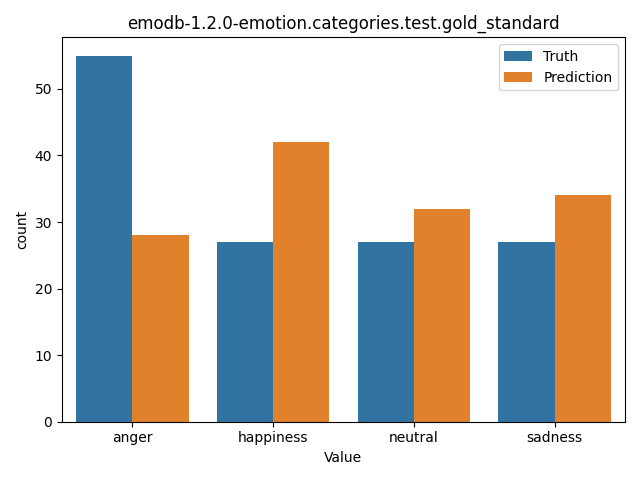 emodb-1.2.0-emotion.categories.test.gold_standard
Truth
Prediction
count
50
40
30
20
10
0
anger happiness neutral sadness
Value